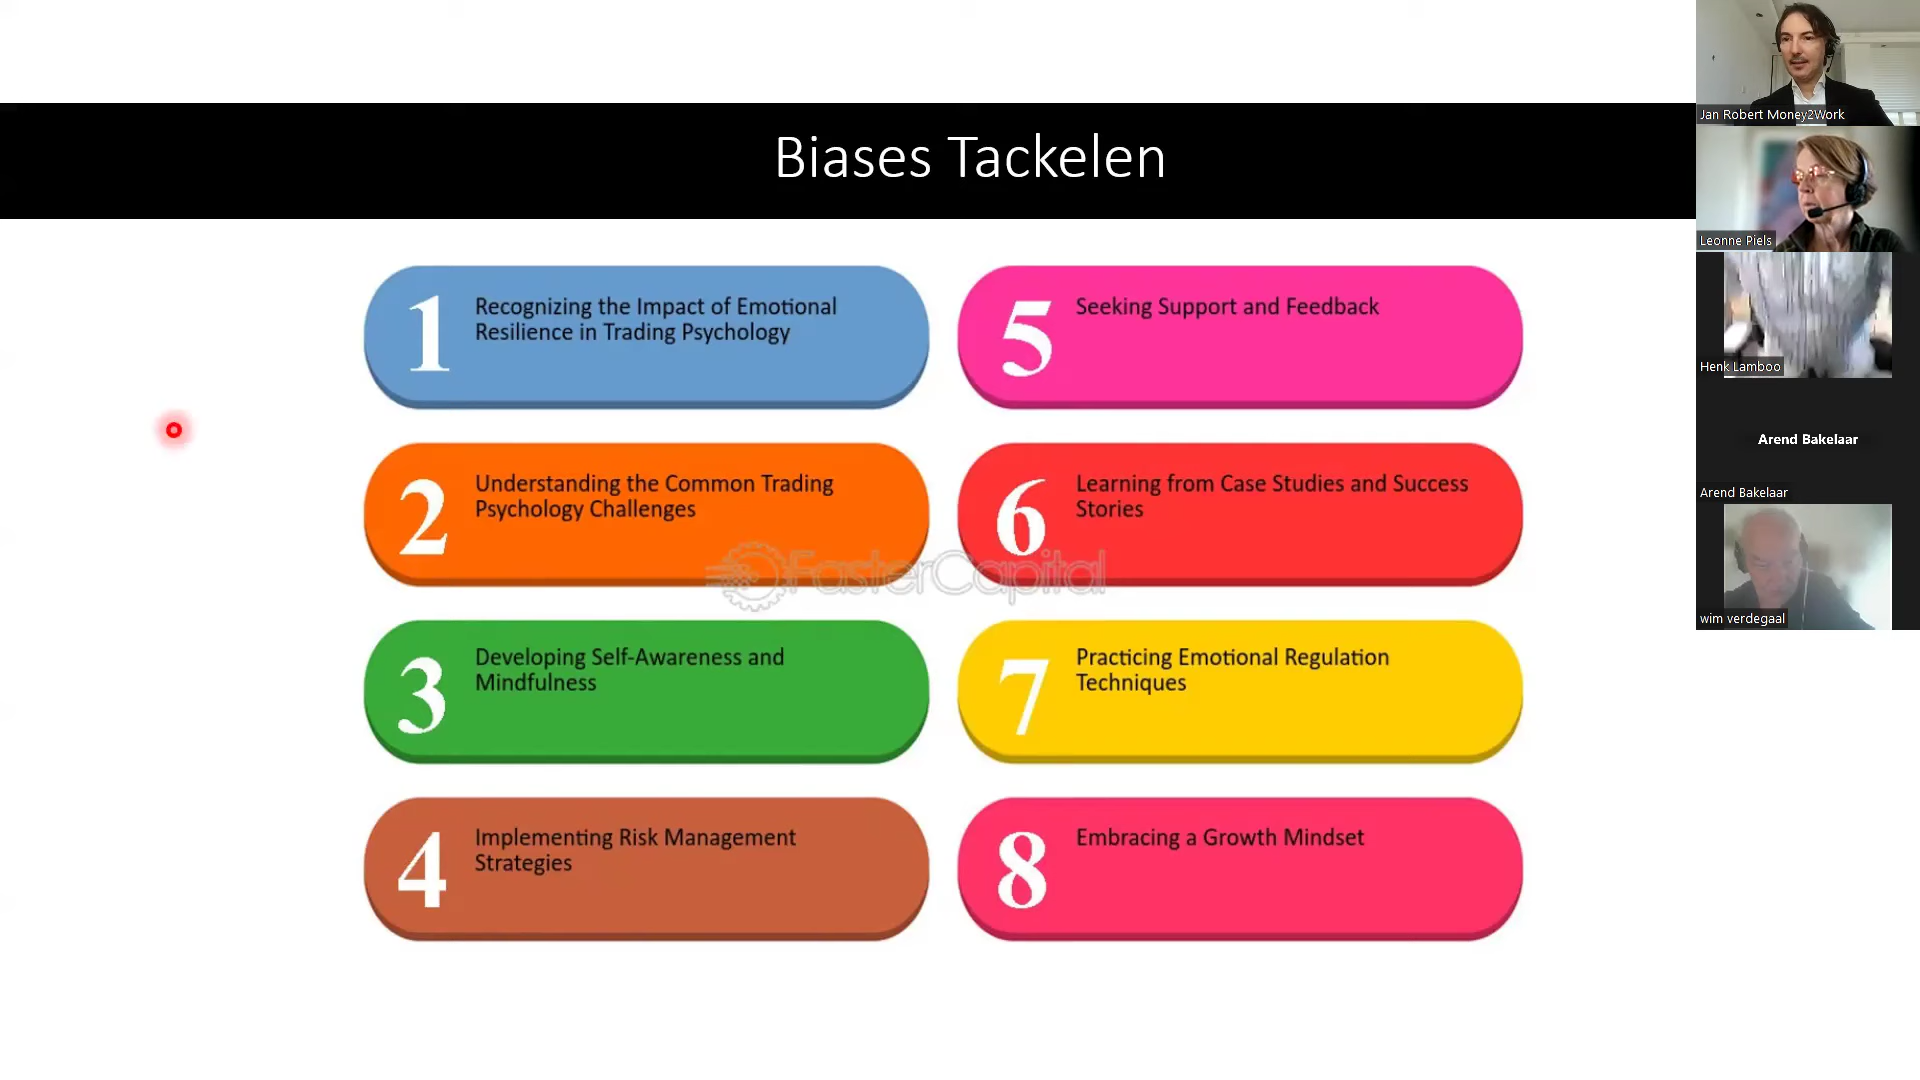 Biases Tackelen
1
Recognizing the Impact of Emotional
Resilience in Trading Psychology
2
Understanding the Common Trading
Psychology Challenges
3
Developing Self-Awareness and
Mindfulness
4
Implementing Risk Management
Strategies
5
Seeking Support and Feedback
6
Learning from Case Studies and Success
Stories
7
Practicing Emotional Regulation
Techniques
8
Embracing a Growth Mindset
FasterCapital
Jan Robert Money2Work
Leonne Piels
Henk Lamboo
Arend Bakelaar
Arend Bakelaar
wim verdegaal